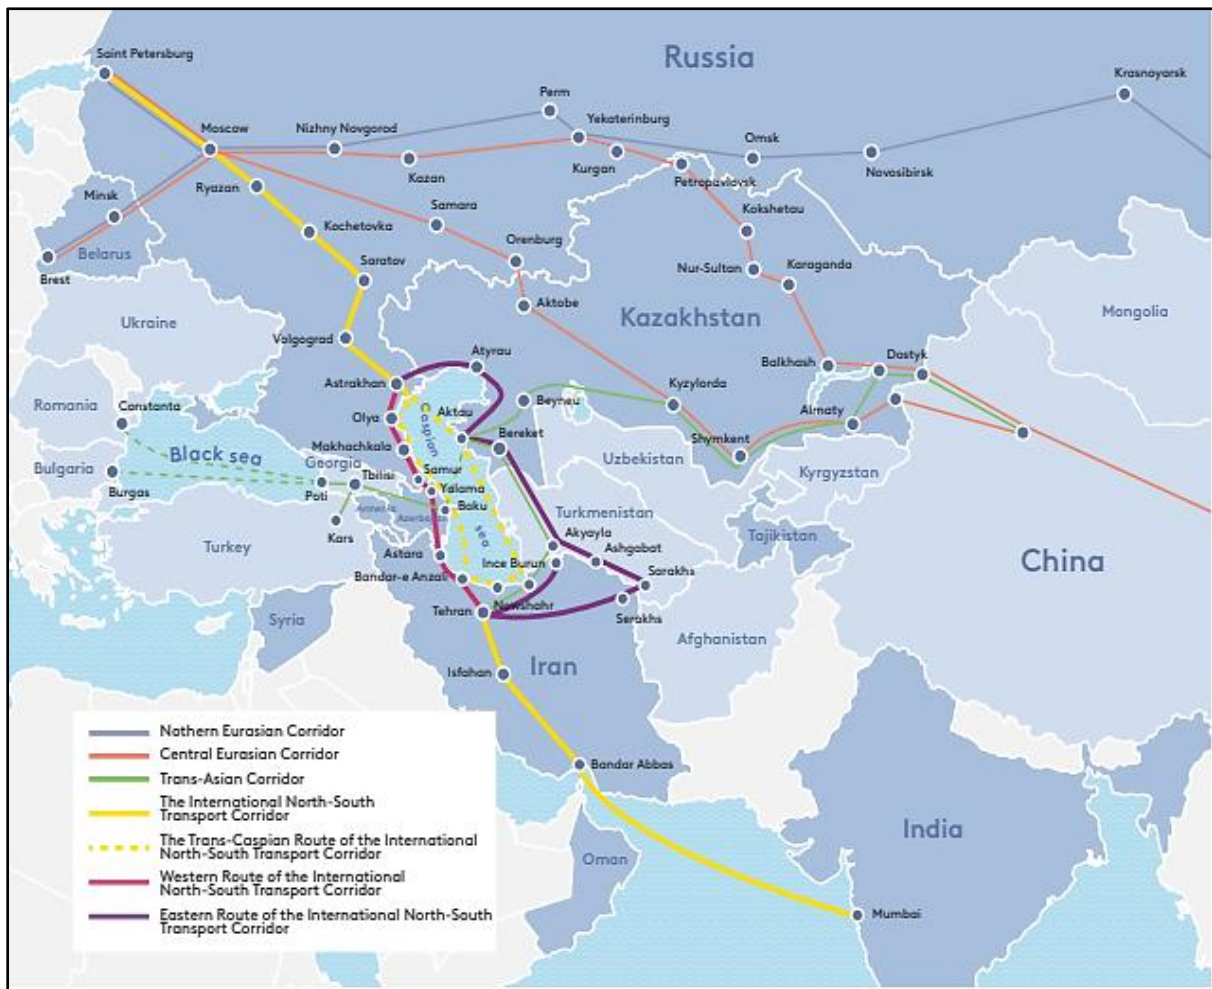 Saint Petersburg
Russia
Krasnoyarsk
Perm
Moscow
Nizhny Novgorod
Yekaterinburg
Omsk
Kazan
Kurgan
Novosibirsk
Petropavlovsk
Minsk
Ryazan
Samara
Kokshetau
Kochetovka
Orenburg
Belarus
Saratov
Nur-Sultan
Karaganda
Brest
Aktobe
Mongolia
Ukraine
Kazakhstan
Volgograd
Atyrau
Balkhash
Dostyk
Astrakhan
Kyzylorda
Romania
Constanta
Olya
Caspian
Aktau
Beyneu
Almaty
Bereket
Shymkent
Makhachkala
Black sea
Georgia
Uzbekistan
Bulgaria
Tbilisi
Samur
Kyrgyzstan
Burgas
Poti
Yalama
Armenia
Baku
Azerbaijan
Turkmenistan
Kars
sea
Akyayla
Tajikistan
Turkey
Astara
Ashgabat
China
Ince Burun
Sarakhs
Bandar-e Anzali
Tehran
Nowshahr
Serakhs
Syria
Afghanistan
Iran
Isfahan
Bandar Abbas
India
Oman
Mumbai
Nothern Eurasian Corridor
Central Eurasian Corridor
Trans-Asian Corridor
The International North-South
Transport Corridor
The Trans-Caspian Route of the International
North-South Transport Corridor
Western Route of the International
North-South Transport Corridor
Eastern Route of the International North-South
Transport Corridor